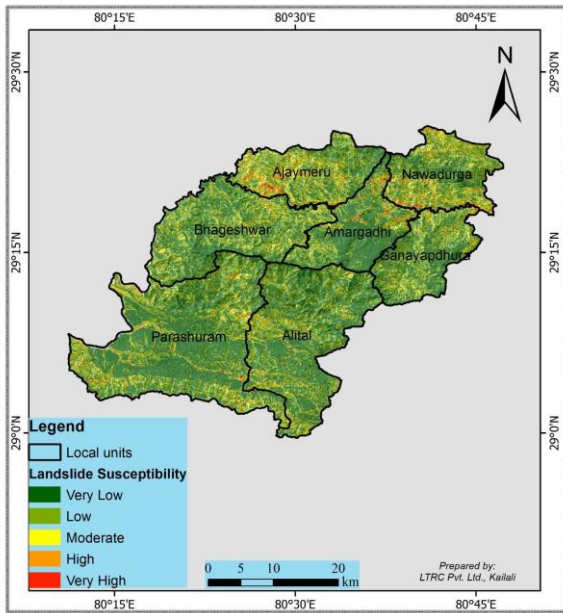 80°15'E 80°30'E 80°45'E
29°30'N 29°30'N
N
Ajaymeru
Nawadurga
Bhageshwar
Amargadhi
29°15'N 29°15'N
Ganayapdhura
Parashuram
Alital
29°0'N 29°0'N
Legend
Local units
Landslide Susceptibility
Very Low
Low
Moderate
High
Very High
0 5 10 20
km
Prepared by:
LTRC Pvt. Ltd., Kailali
80°15'E 80°30'E 80°45'E